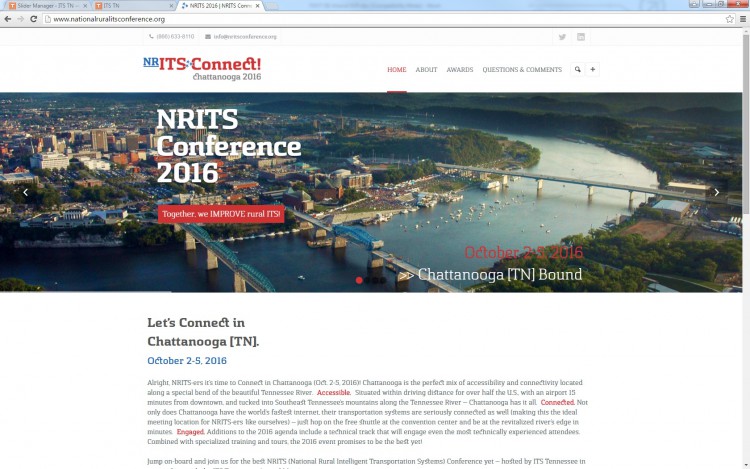 Slider Manager - ITS TN
ITS TN
NRITS 2016 | NRITS Conn
www.nationalruralitsconference.org
(866) 633-8110
info@nritsconference.org
NRITS Connect!
chattanooga 2016
HOME ABOUT AWARDS QUESTIONS & COMMENTS
NRITS
Conference
2016
Together, we IMPROVE rural ITS!
October 2-5, 2016
>> Chattanooga [TN] Bound
Let's Connect in
Chattanooga [TN].
October 2-5, 2016
Alright, NRITS-ers it's time to Connect in Chattanooga (Oct. 2-5, 2016)! Chattanooga is the perfect mix of accessibility and connectivity located
along a special bend of the beautiful Tennessee River. Accessible. Situated within driving distance for over half the U.S., with an airport 15
minutes from downtown, and tucked into Southeast Tennessee's mountains along the Tennessee River – Chattanooga has it all. Connected. Not
only does Chattanooga have the world's fastest internet, their transportation systems are seriously connected as well (making this the ideal
meeting location for NRITS-ers like ourselves) – just hop on the free shuttle at the convention center and be at the revitalized river's edge in
minutes. Engaged. Additions to the 2016 agenda include a technical track that will engage even the most technically experienced attendees.
Combined with specialized training and tours, the 2016 event promises to be the best yet!
Jump on-board and join us for the best NRITS (National Rural Intelligent Transportation Systems) Conference yet – hosted by ITS Tennessee in